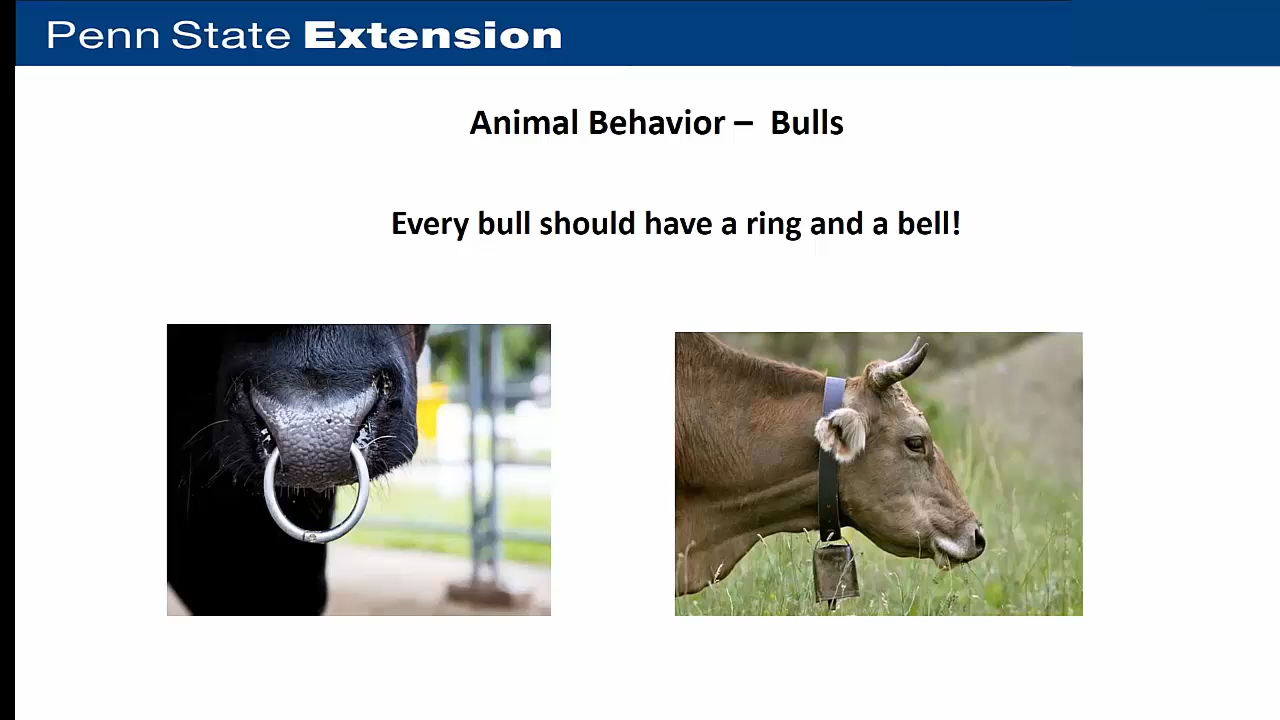 Penn State Extension
Animal Behavior – Bulls
Every bull should have a ring and a bell!